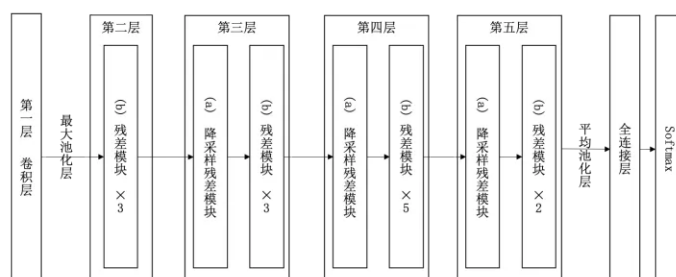 第一层 卷积层
最大池化层
第二层
(b) 残差模块 ×3
第三层
(a) 降采样残差模块
(b) 残差模块 ×3
第四层
(a) 降采样残差模块
(b) 残差模块 ×5
第五层
(a) 降采样残差模块
(b) 残差模块 ×2
平均池化层
全连接层
Softmax